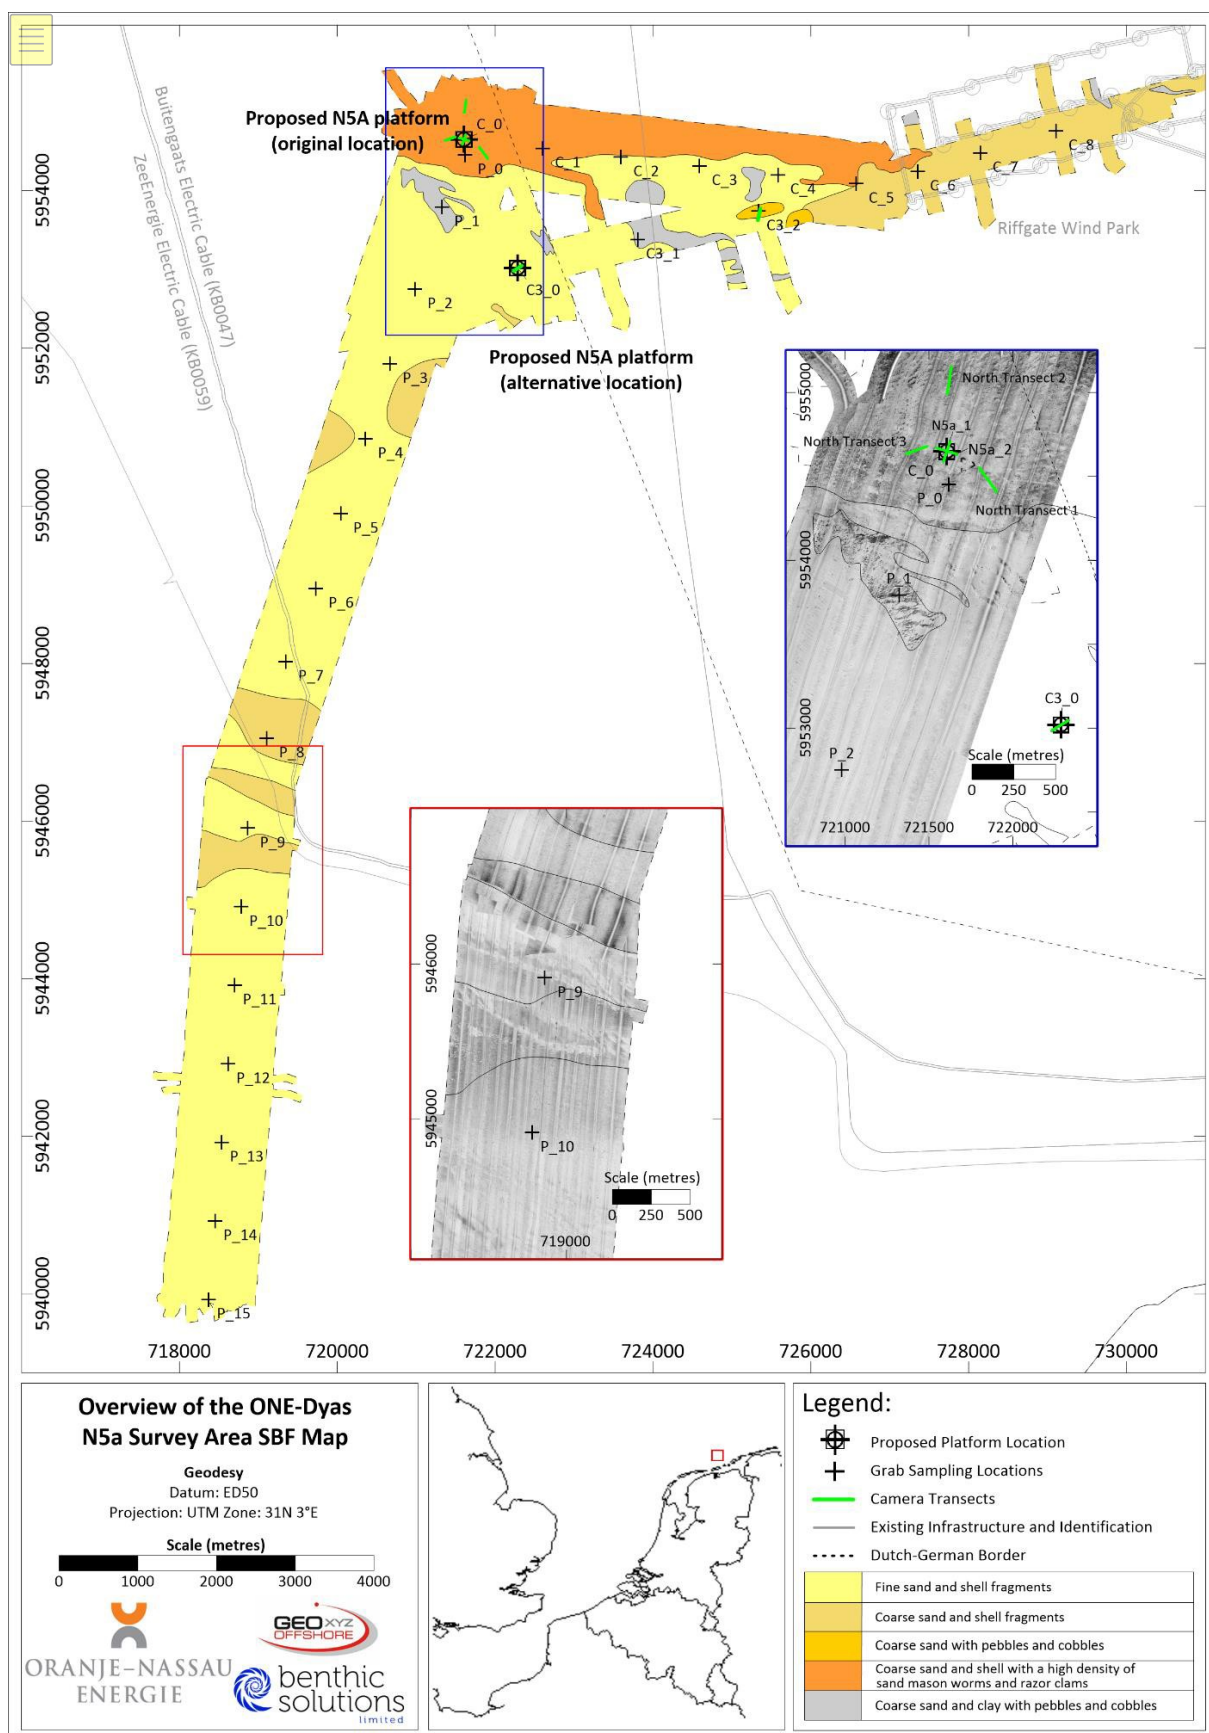 Buitengaats Electric Cable (KB0047)
ZeeEnergie Electric Cable (KB0059)
Proposed N5A platform
(original location)
C_0
P_0
C_1
C_2
C_3
C_4
C_5
C_6
C_7
C_8
Riffgate Wind Park
P_1
C3_2
C3_1
C3_0
P_2
Proposed N5A platform
(alternative location)
P_3
P_4
P_5
P_6
P_7
P_8
P_9
P_10
P_11
P_12
P_13
P_14
P_15
5954000
5952000
5950000
5948000
5946000
5944000
5942000
5940000
718000
720000
722000
724000
726000
728000
730000
North Transect 2
N5a_1
North Transect 3
N5a_2
C_0
P_0
North Transect 1
P_1
C3_0
P_2
Scale (metres)
0 250 500
5955000
5954000
5953000
721000 721500 722000
P_9
P_10
5946000
5945000
Scale (metres)
0 250 500
719000
Overview of the ONE-Dyas
N5a Survey Area SBF Map
Geodesy
Datum: ED50
Projection: UTM Zone: 31N 3°E
Scale (metres)
0 1000 2000 3000 4000
ORANJE–NASSAU
ENERGIE
GEO XYZ
OFFSHORE
benthic
solutions
limited
Legend:
Proposed Platform Location
Grab Sampling Locations
Camera Transects
Existing Infrastructure and Identification
Dutch-German Border
Fine sand and shell fragments
Coarse sand and shell fragments
Coarse sand with pebbles and cobbles
Coarse sand and shell with a high density of
sand mason worms and razor clams
Coarse sand and clay with pebbles and cobbles